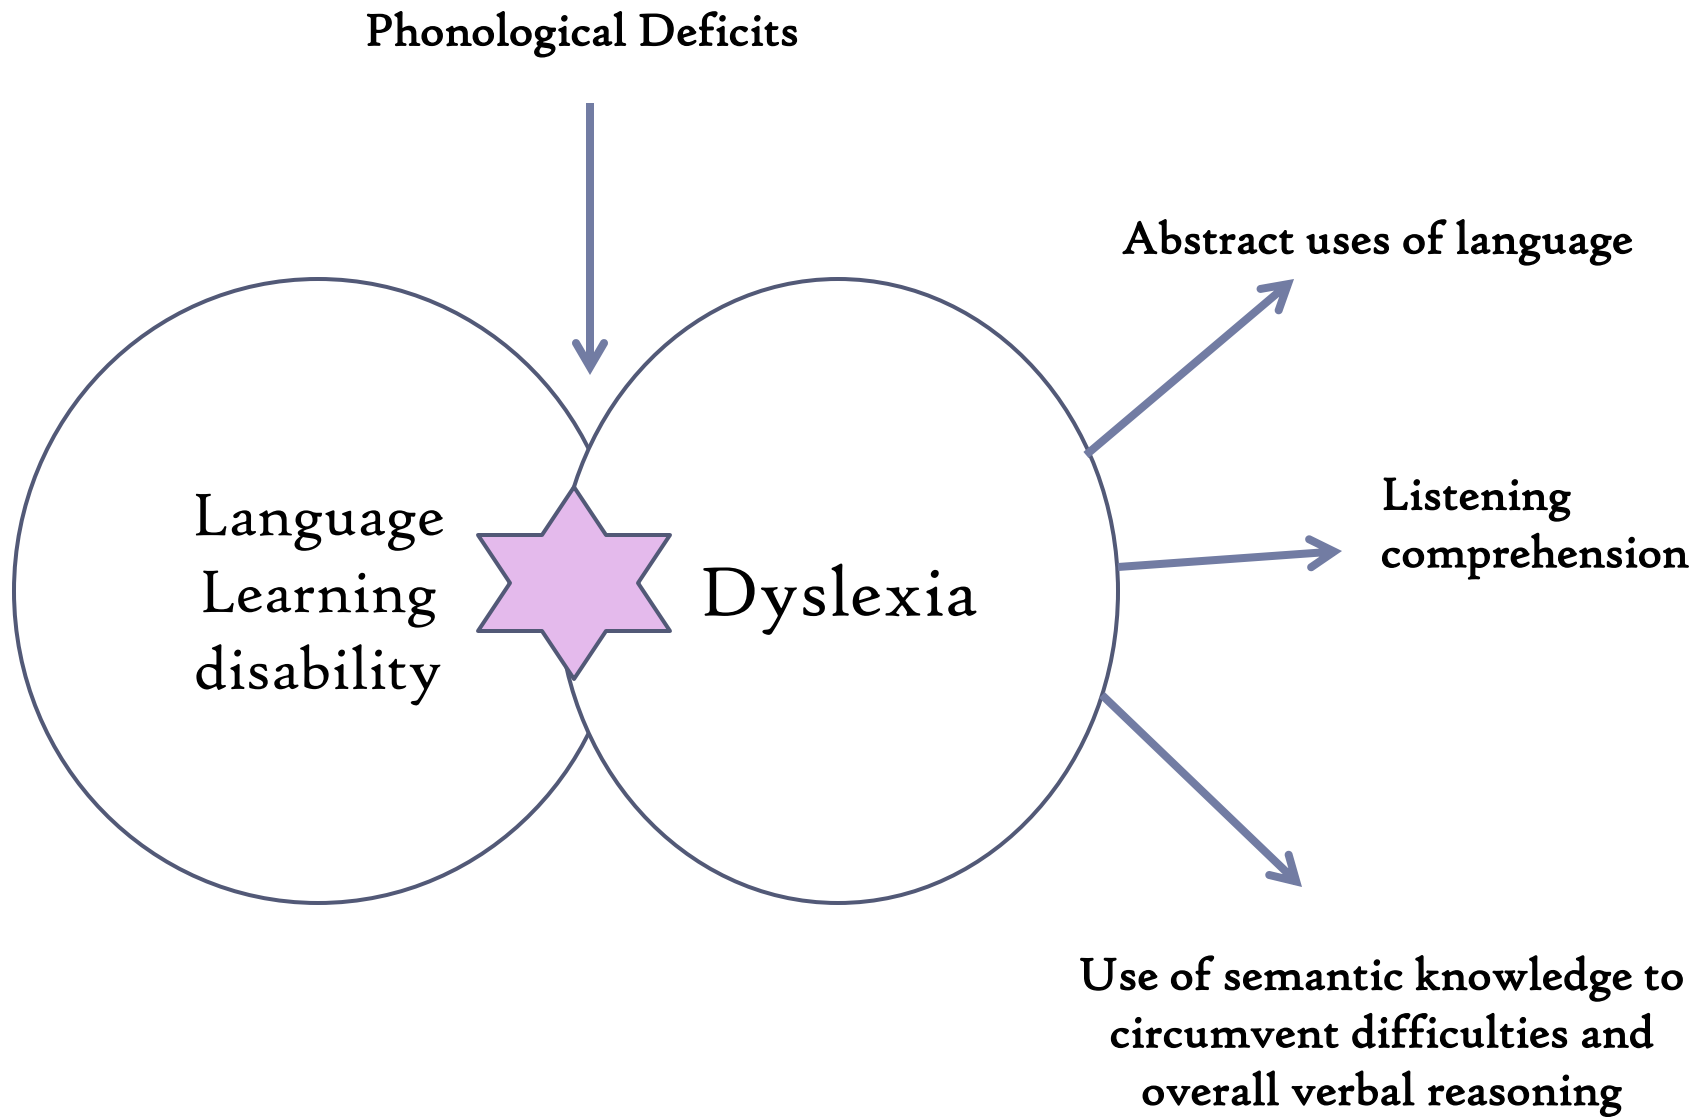 Phonological Deficits
Abstract uses of language
Language
Learning
disability
Dyslexia
Listening
comprehension
Use of semantic knowledge to
circumvent difficulties and
overall verbal reasoning